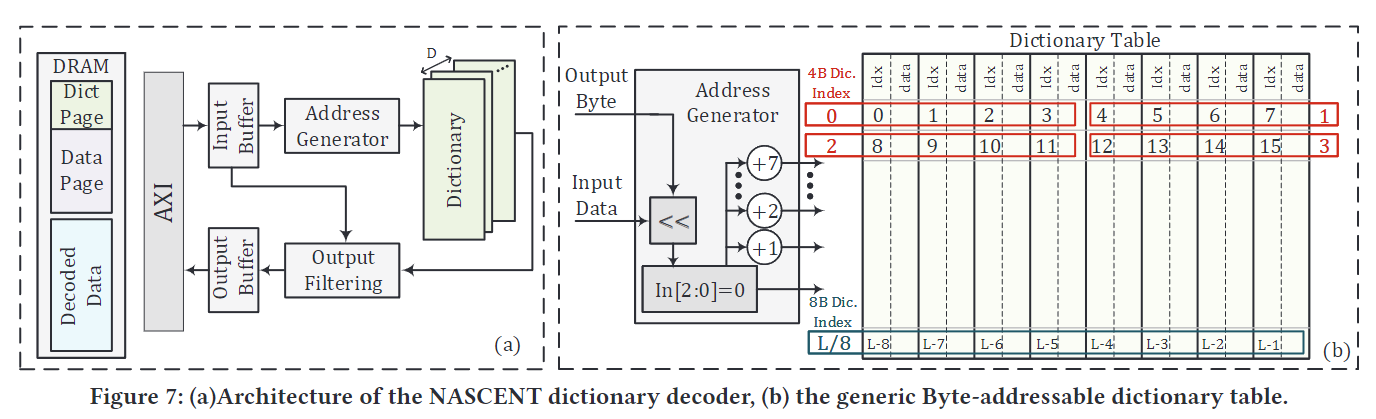 DRAM
Dict
Page
Data
Page
Decoded
Data
AXI
Input
Buffer
Address
Generator
D
Dictionary
Output
Buffer
Output
Filtering
(a)
Output
Byte
Input
Data
Address
Generator
<<
In[2:0]=0
+7
+2
+1
Dictionary Table
4B Dic.
Index
Idx data Idx data Idx data Idx data Idx data Idx data Idx data Idx data
0 0 1 2 3 4 5 6 7 1
2 8 9 10 11 12 13 14 15 3
8B Dic.
Index
L/8 L-8 L-7 L-6 L-5 L-4 L-3 L-2 L-1
(b)
Figure 7: (a)Architecture of the NASCENT dictionary decoder, (b) the generic Byte-addressable dictionary table.